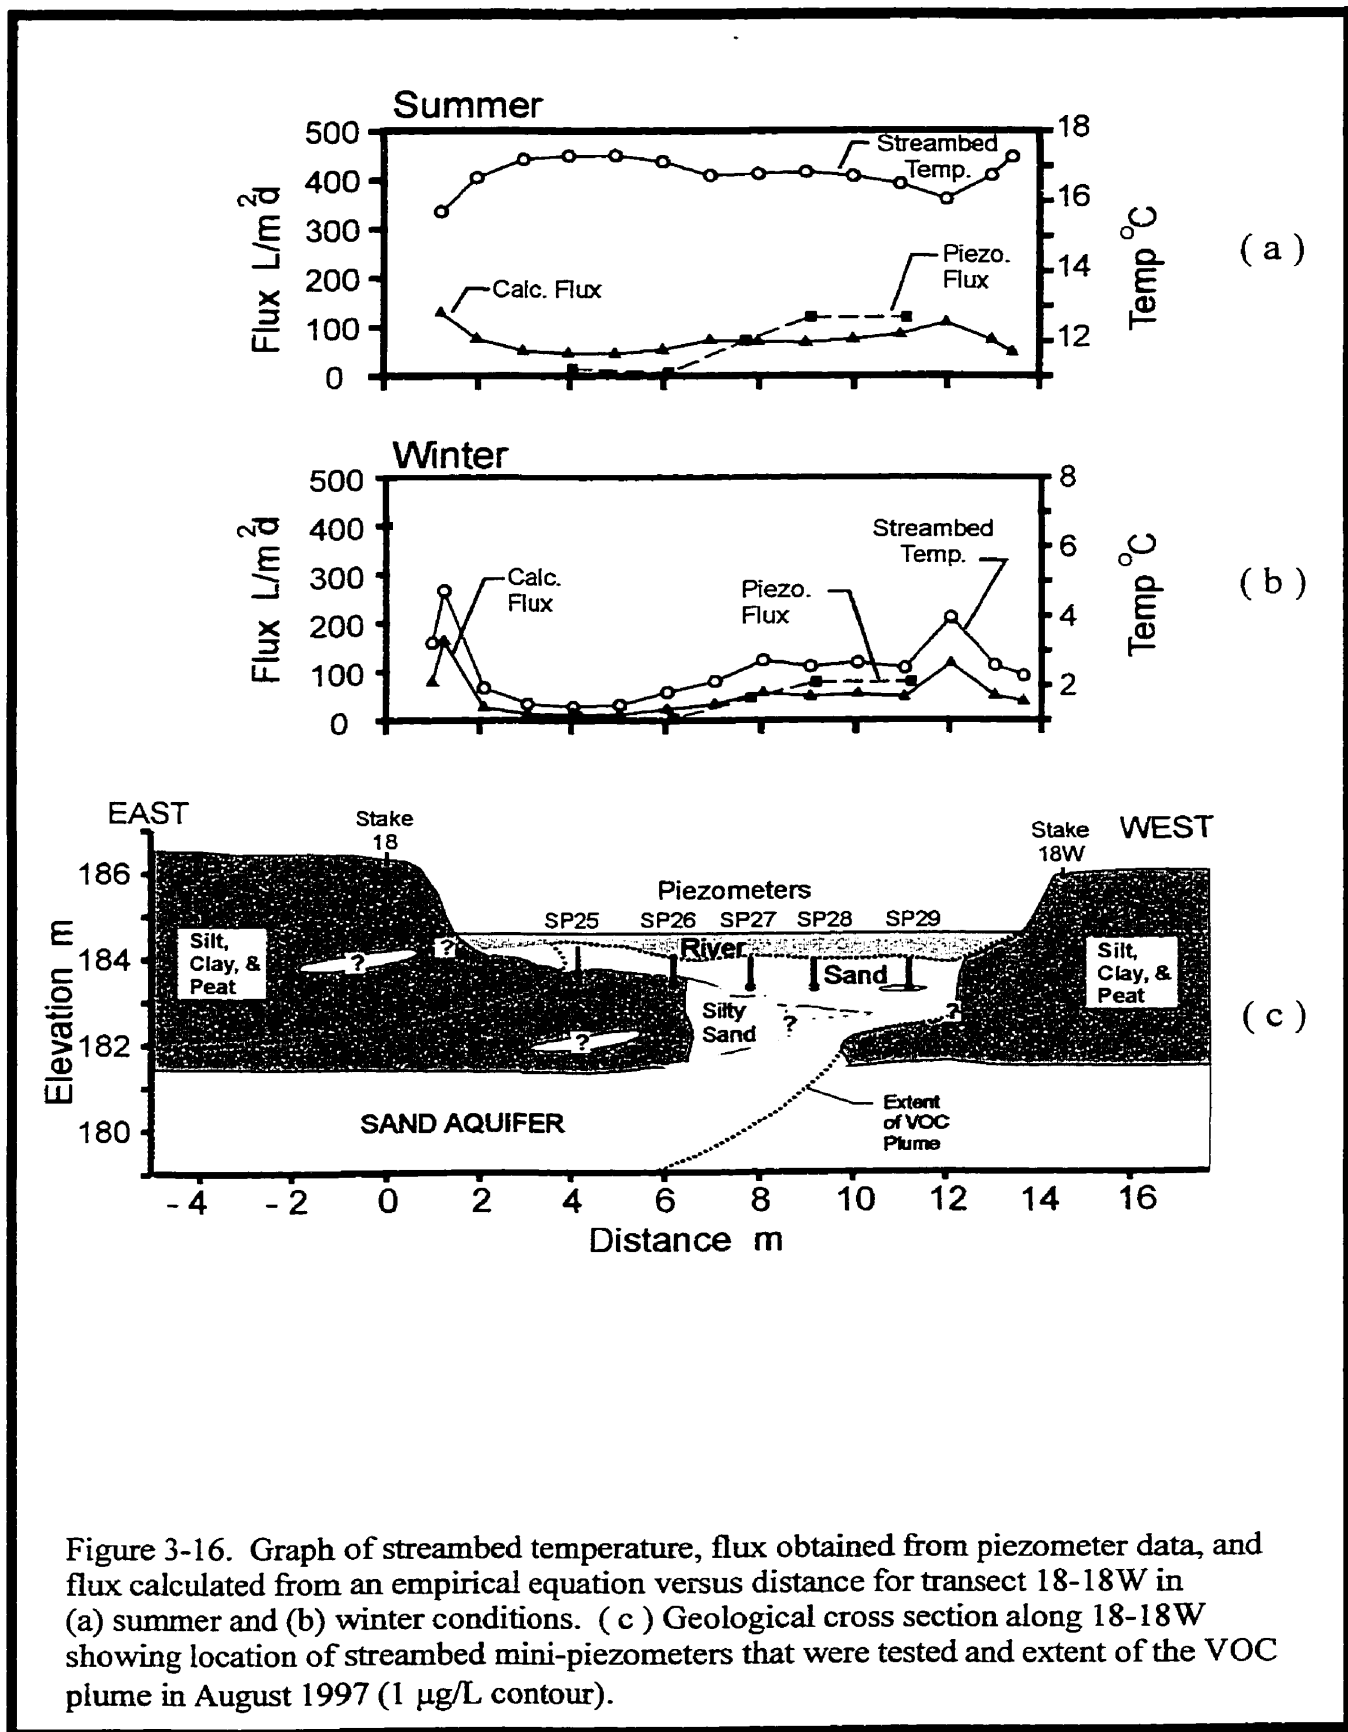 Summer
500
400
300
200
100
0
Flux L/m²d
18
16
14
12
Temp °C
Streambed
Temp.
Piezo.
Flux
Calc. Flux
( a )
Winter
500
400
300
200
100
0
Flux L/m²d
8
6
4
2
Temp °C
Streambed
Temp.
Calc.
Flux
Piezo.
Flux
( b )
EAST
Stake
18
Stake
18W
WEST
Piezometers
SP25 SP26 SP27 SP28 SP29
186
184
182
180
Elevation m
Silt,
Clay, &
Peat
?
?
River
Sand
Silty
Sand
?
?
?
Silt,
Clay, &
Peat
SAND AQUIFER
Extent
of VOC
Plume
( c )
-4 -2 0 2 4 6 8 10 12 14 16
Distance m
Figure 3-16. Graph of streambed temperature, flux obtained from piezometer data, and
flux calculated from an empirical equation versus distance for transect 18-18W in
(a) summer and (b) winter conditions. ( c ) Geological cross section along 18-18W
showing location of streambed mini-piezometers that were tested and extent of the VOC
plume in August 1997 (1 µg/L contour).